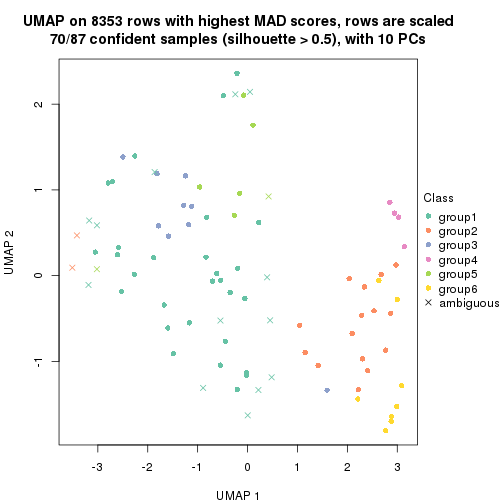 UMAP on 8353 rows with highest MAD scores, rows are scaled
70/87 confident samples (silhouette > 0.5), with 10 PCs
2
1
0
-1
UMAP 2
-3
-2
-1
0
1
2
3
UMAP 1
Class
group1
group2
group3
group4
group5
group6
ambiguous